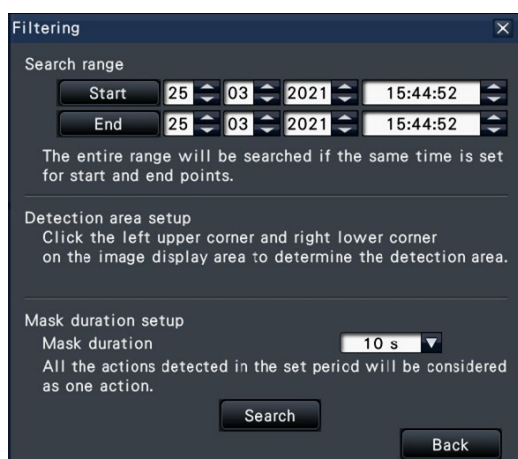 Filtering
Search range
Start 25 03 2021 15:44:52
End 25 03 2021 15:44:52
The entire range will be searched if the same time is set
for start and end points.
Detection area setup
Click the left upper corner and right lower corner
on the image display area to determine the detection area.
Mask duration setup
Mask duration 10 s
All the actions detected in the set period will be considered
as one action.
Search
Back